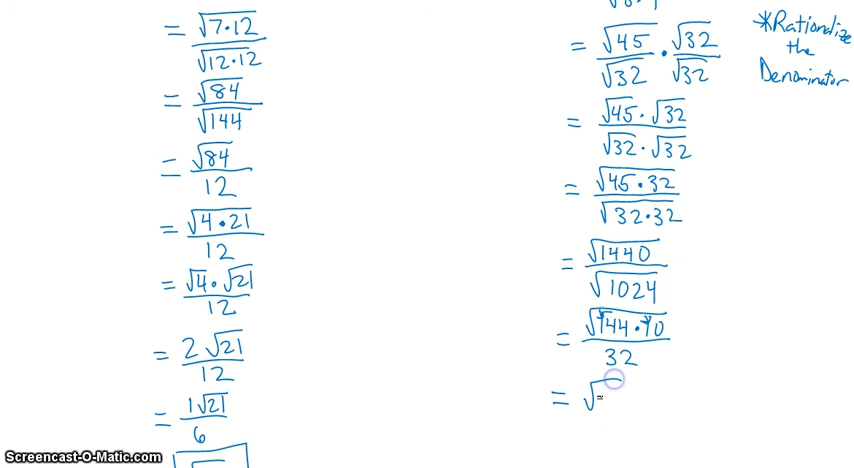 = √(7·12) / √(12·12)
= √84 / √144
= √84 / 12
= √(4·21) / 12
= √4 · √21 / 12
= 2√21 / 12
= 1√21 / 6
= √45 / √32 · √32 / √32
*Rationalize
the
Denominator
= √45 · √32 / √32 · √32
= √(45·32) / √(32·32)
= √1440 / √1024
= √(144·10) / 32
= √
Screencast-O-Matic.com